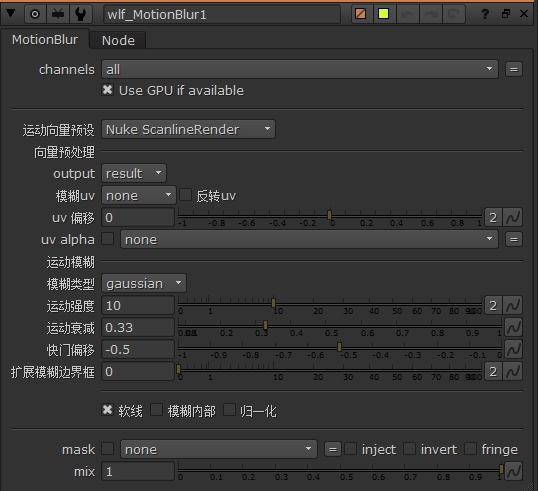 wlf_MotionBlur1 ?
MotionBlur Node
channels all =
Use GPU if available
运动向量预设 Nuke ScanlineRender
向量预处理
output result
模糊uv none 反转uv
uv 偏移 0 -1 -0.8 -0.6 -0.4 -0.2 0 0.2 0.4 0.6 0.8 1 2
uv alpha none =
运动模糊
模糊类型 gaussian
运动强度 10 0 1 10 20 30 40 50 60 70 80 100 2
运动衰减 0.33 0.1 0.2 0.3 0.4 0.5 0.6 0.7 0.8 0.9 1
快门偏移 -0.5 -1 -0.9 -0.8 -0.7 -0.6 -0.5 -0.4 -0.3 -0.2 -0.1 0
扩展模糊边界框 0 0 1 10 20 30 40 50 60 70 80 100 2
软线 模糊内部 归一化
mask none = inject invert fringe
mix 1 0 0.1 0.2 0.3 0.4 0.5 0.6 0.7 0.8 0.9 1